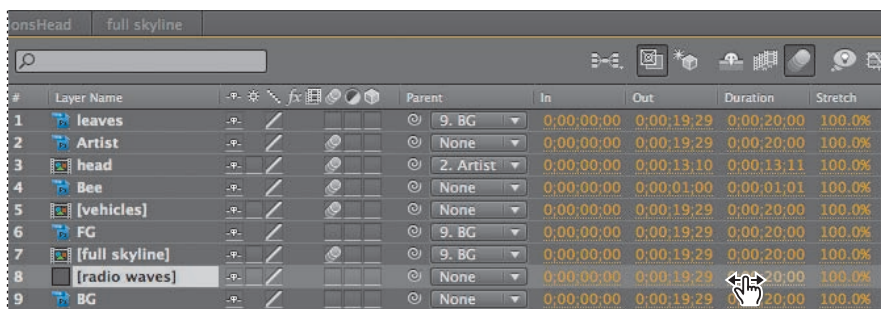 onsHead full skyline
# Layer Name fx Parent In Out Duration Stretch
1 leaves 9. BG 0;00;00;00 0;00;19;29 0;00;20;00 100.0%
2 Artist None 0;00;00;00 0;00;19;29 0;00;20;00 100.0%
3 head 2. Artist 0;00;00;00 0;00;13;10 0;00;13;11 100.0%
4 Bee None 0;00;00;00 0;00;01;00 0;00;01;01 100.0%
5 [vehicles] None 0;00;00;00 0;00;19;29 0;00;20;00 100.0%
6 FG 9. BG 0;00;00;00 0;00;19;29 0;00;20;00 100.0%
7 [full skyline] 9. BG 0;00;00;00 0;00;19;29 0;00;20;00 100.0%
8 [radio waves] None 0;00;00;00 0;00;19;29 20;00 100.0%
9 BG None 0;00;00;00 0;00;19;29 20;00 100.0%